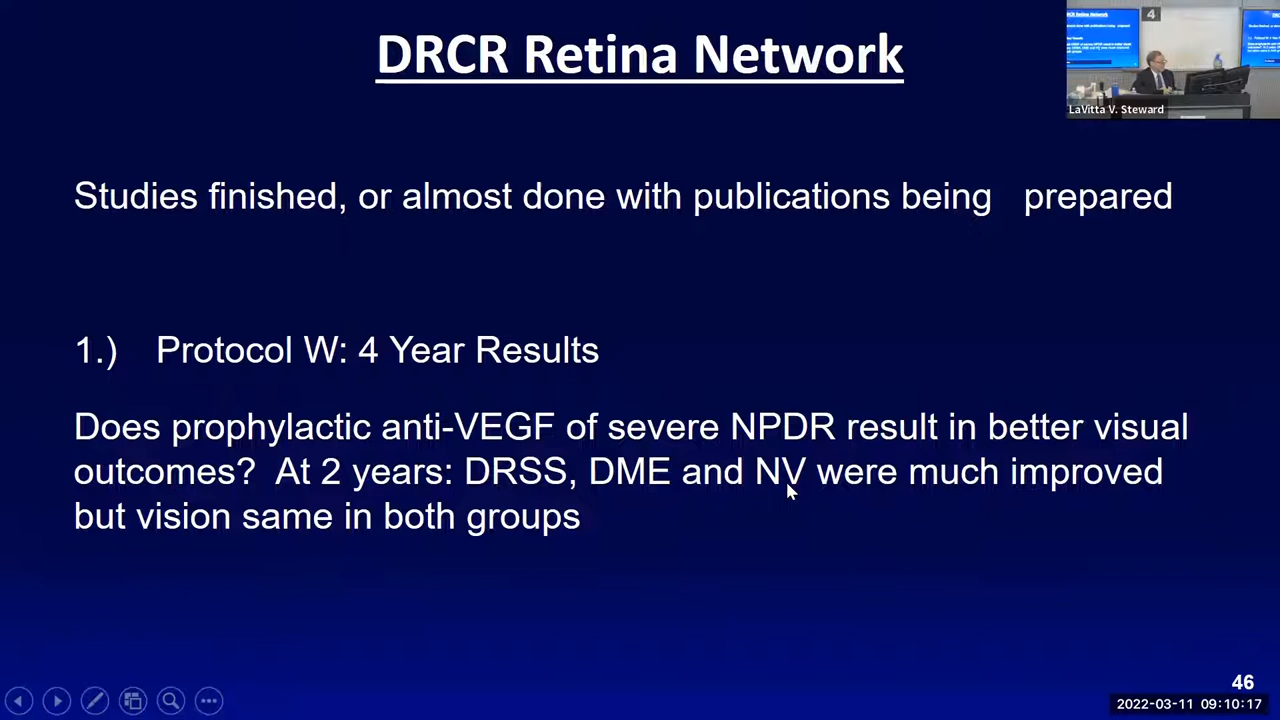 DRCR Retina Network
4
LaVitta V. Steward
Studies finished, or almost done with publications being prepared
1.) Protocol W: 4 Year Results
Does prophylactic anti-VEGF of severe NPDR result in better visual
outcomes? At 2 years: DRSS, DME and NV were much improved
but vision same in both groups
46
2022-03-11 09:10:17